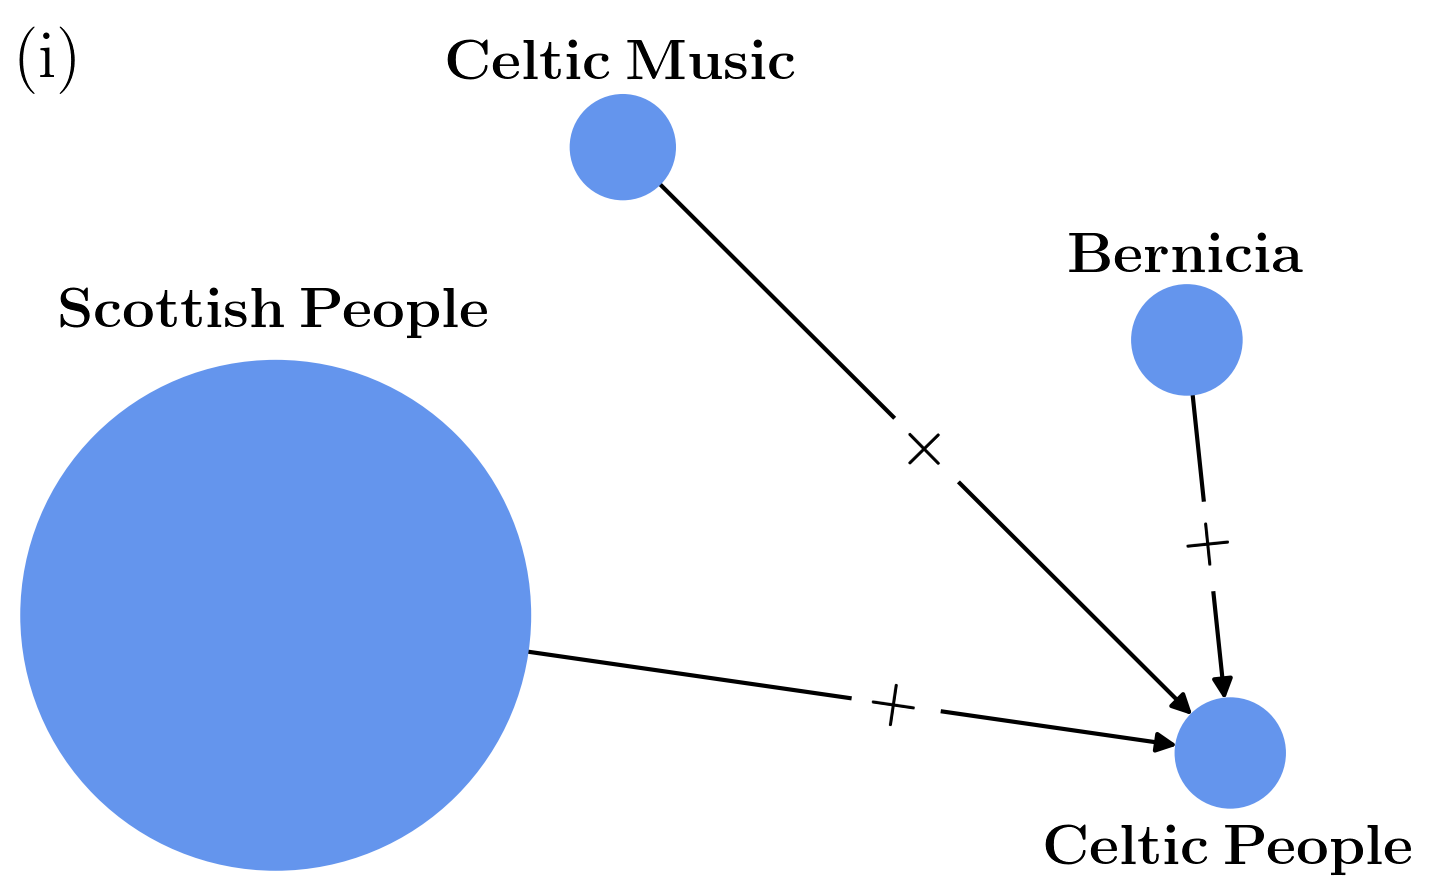 (i)
Celtic Music
Bernicia
Scottish People
+
+
+
Celtic People